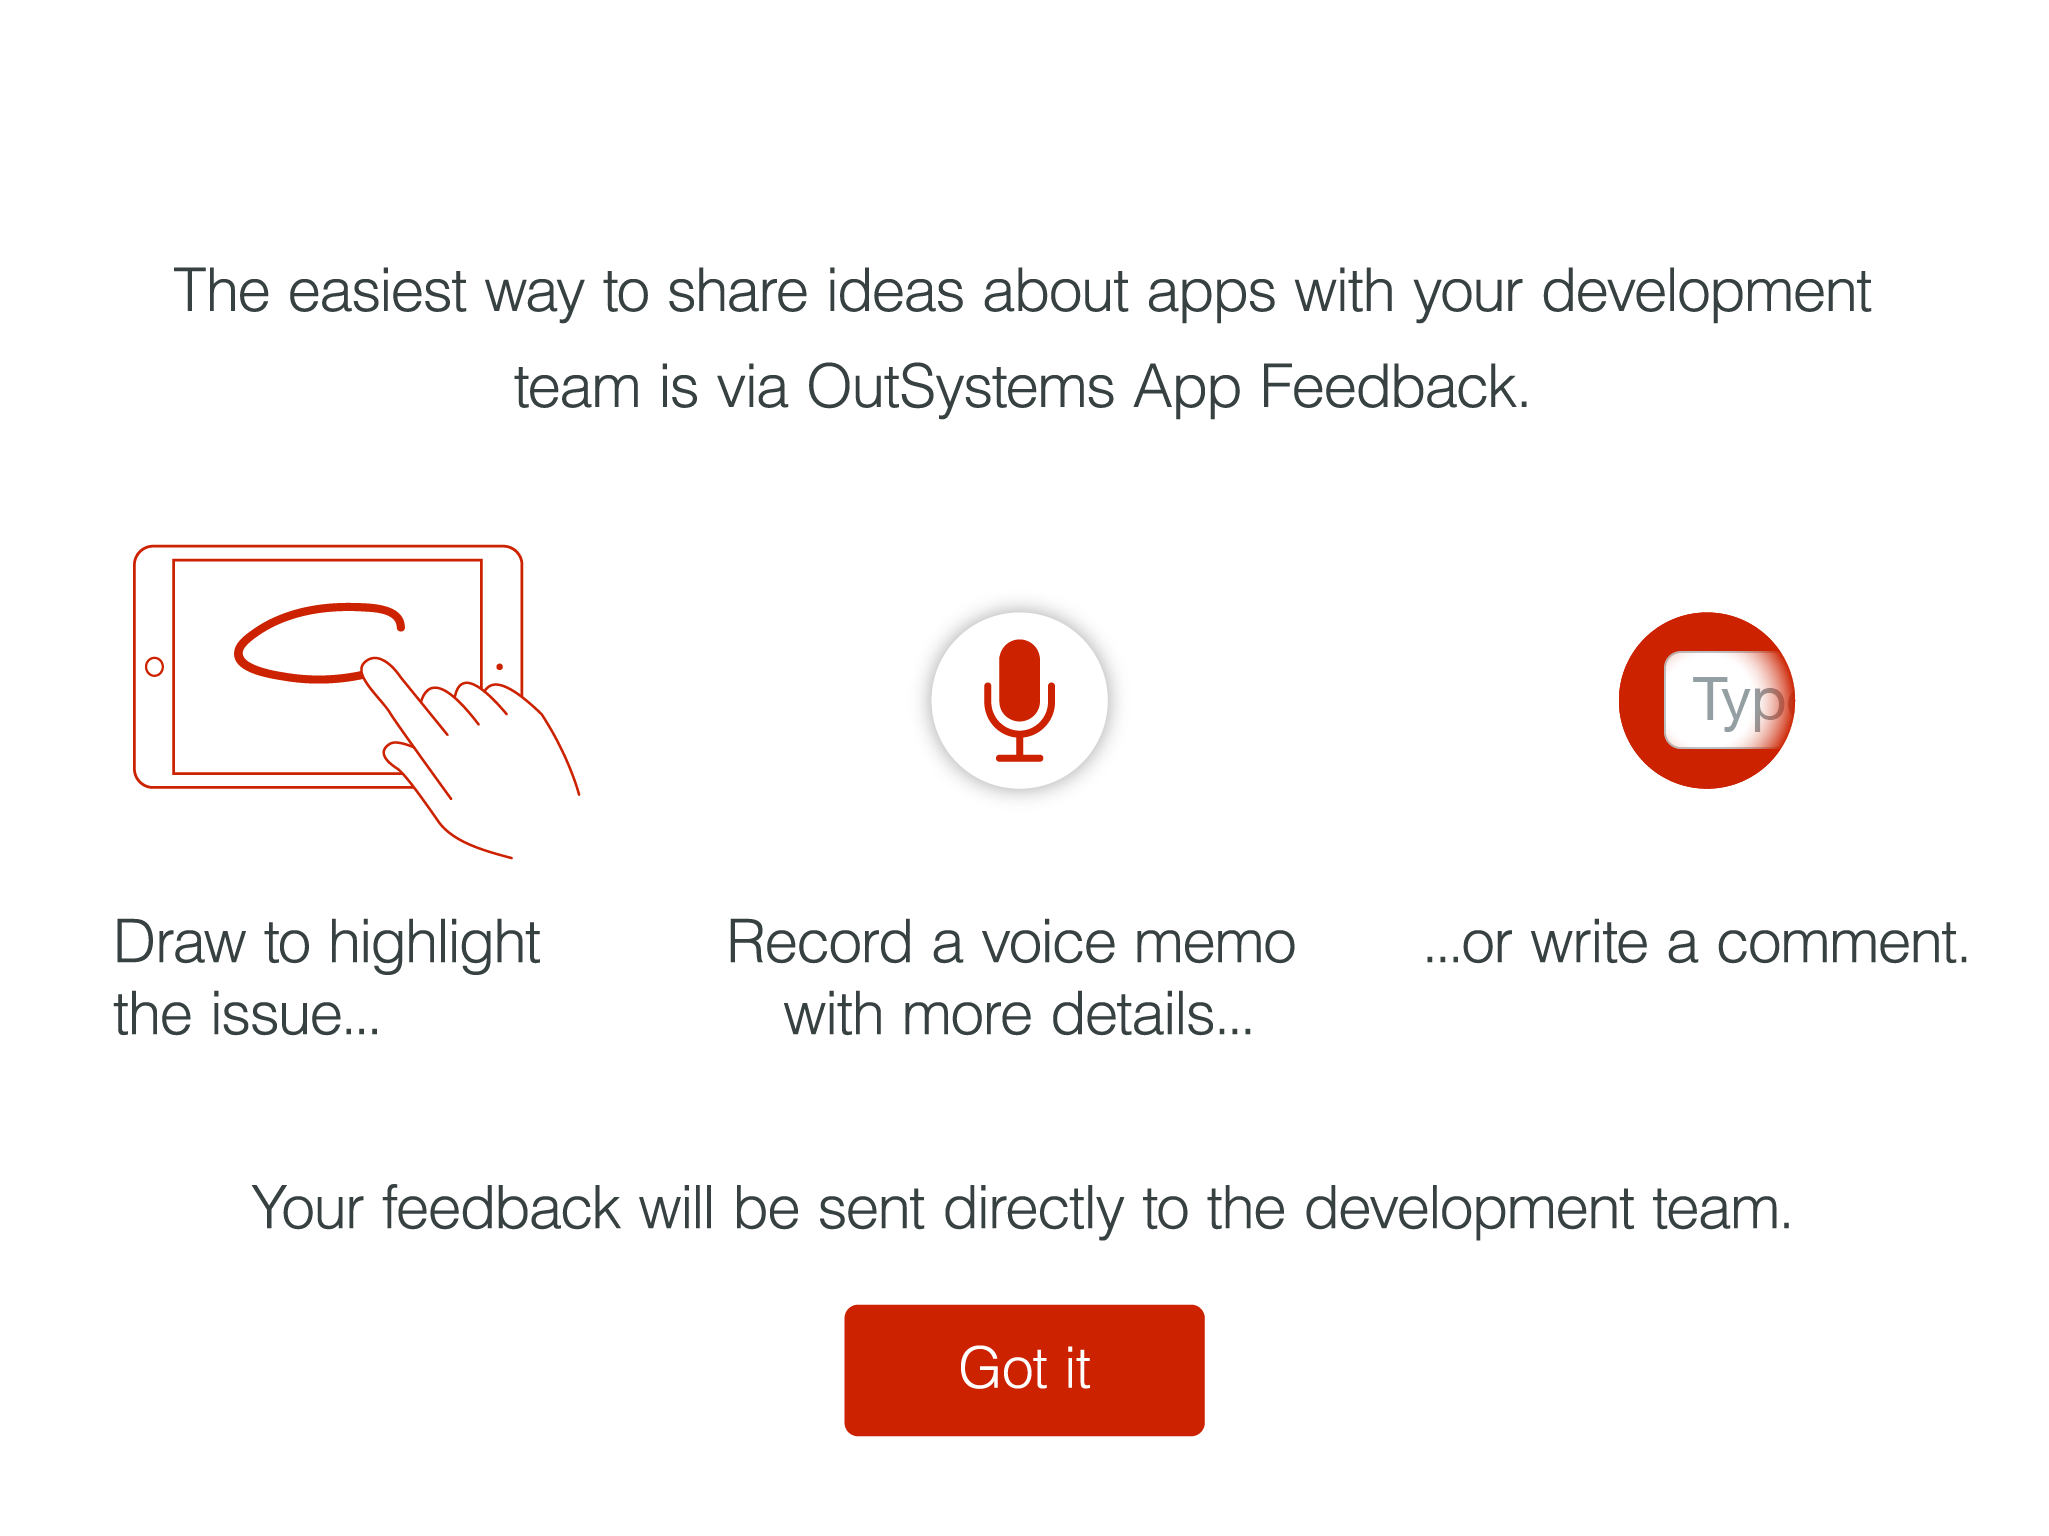 The easiest way to share ideas about apps with your development
team is via OutSystems App Feedback.
Typ
Draw to highlight
the issue...
Record a voice memo
with more details...
...or write a comment.
Your feedback will be sent directly to the development team.
Got it